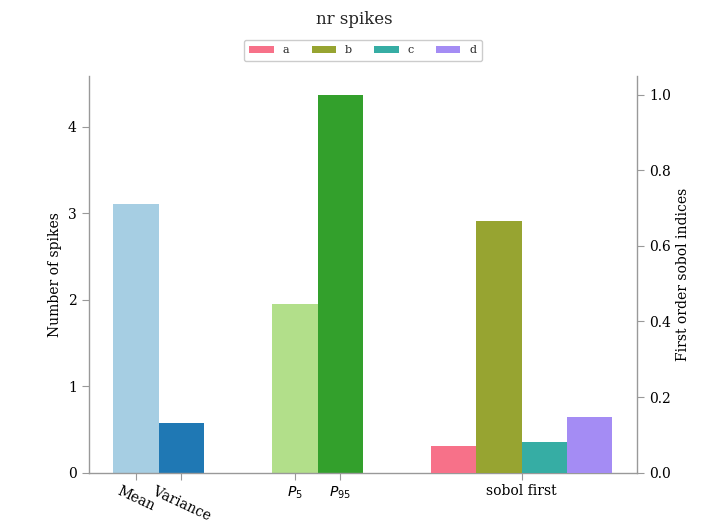 nr spikes
a b c d
Number of spikes
0
1
2
3
4
First order sobol indices
0.0
0.2
0.4
0.6
0.8
1.0
Mean
Variance
P5
P95
sobol first